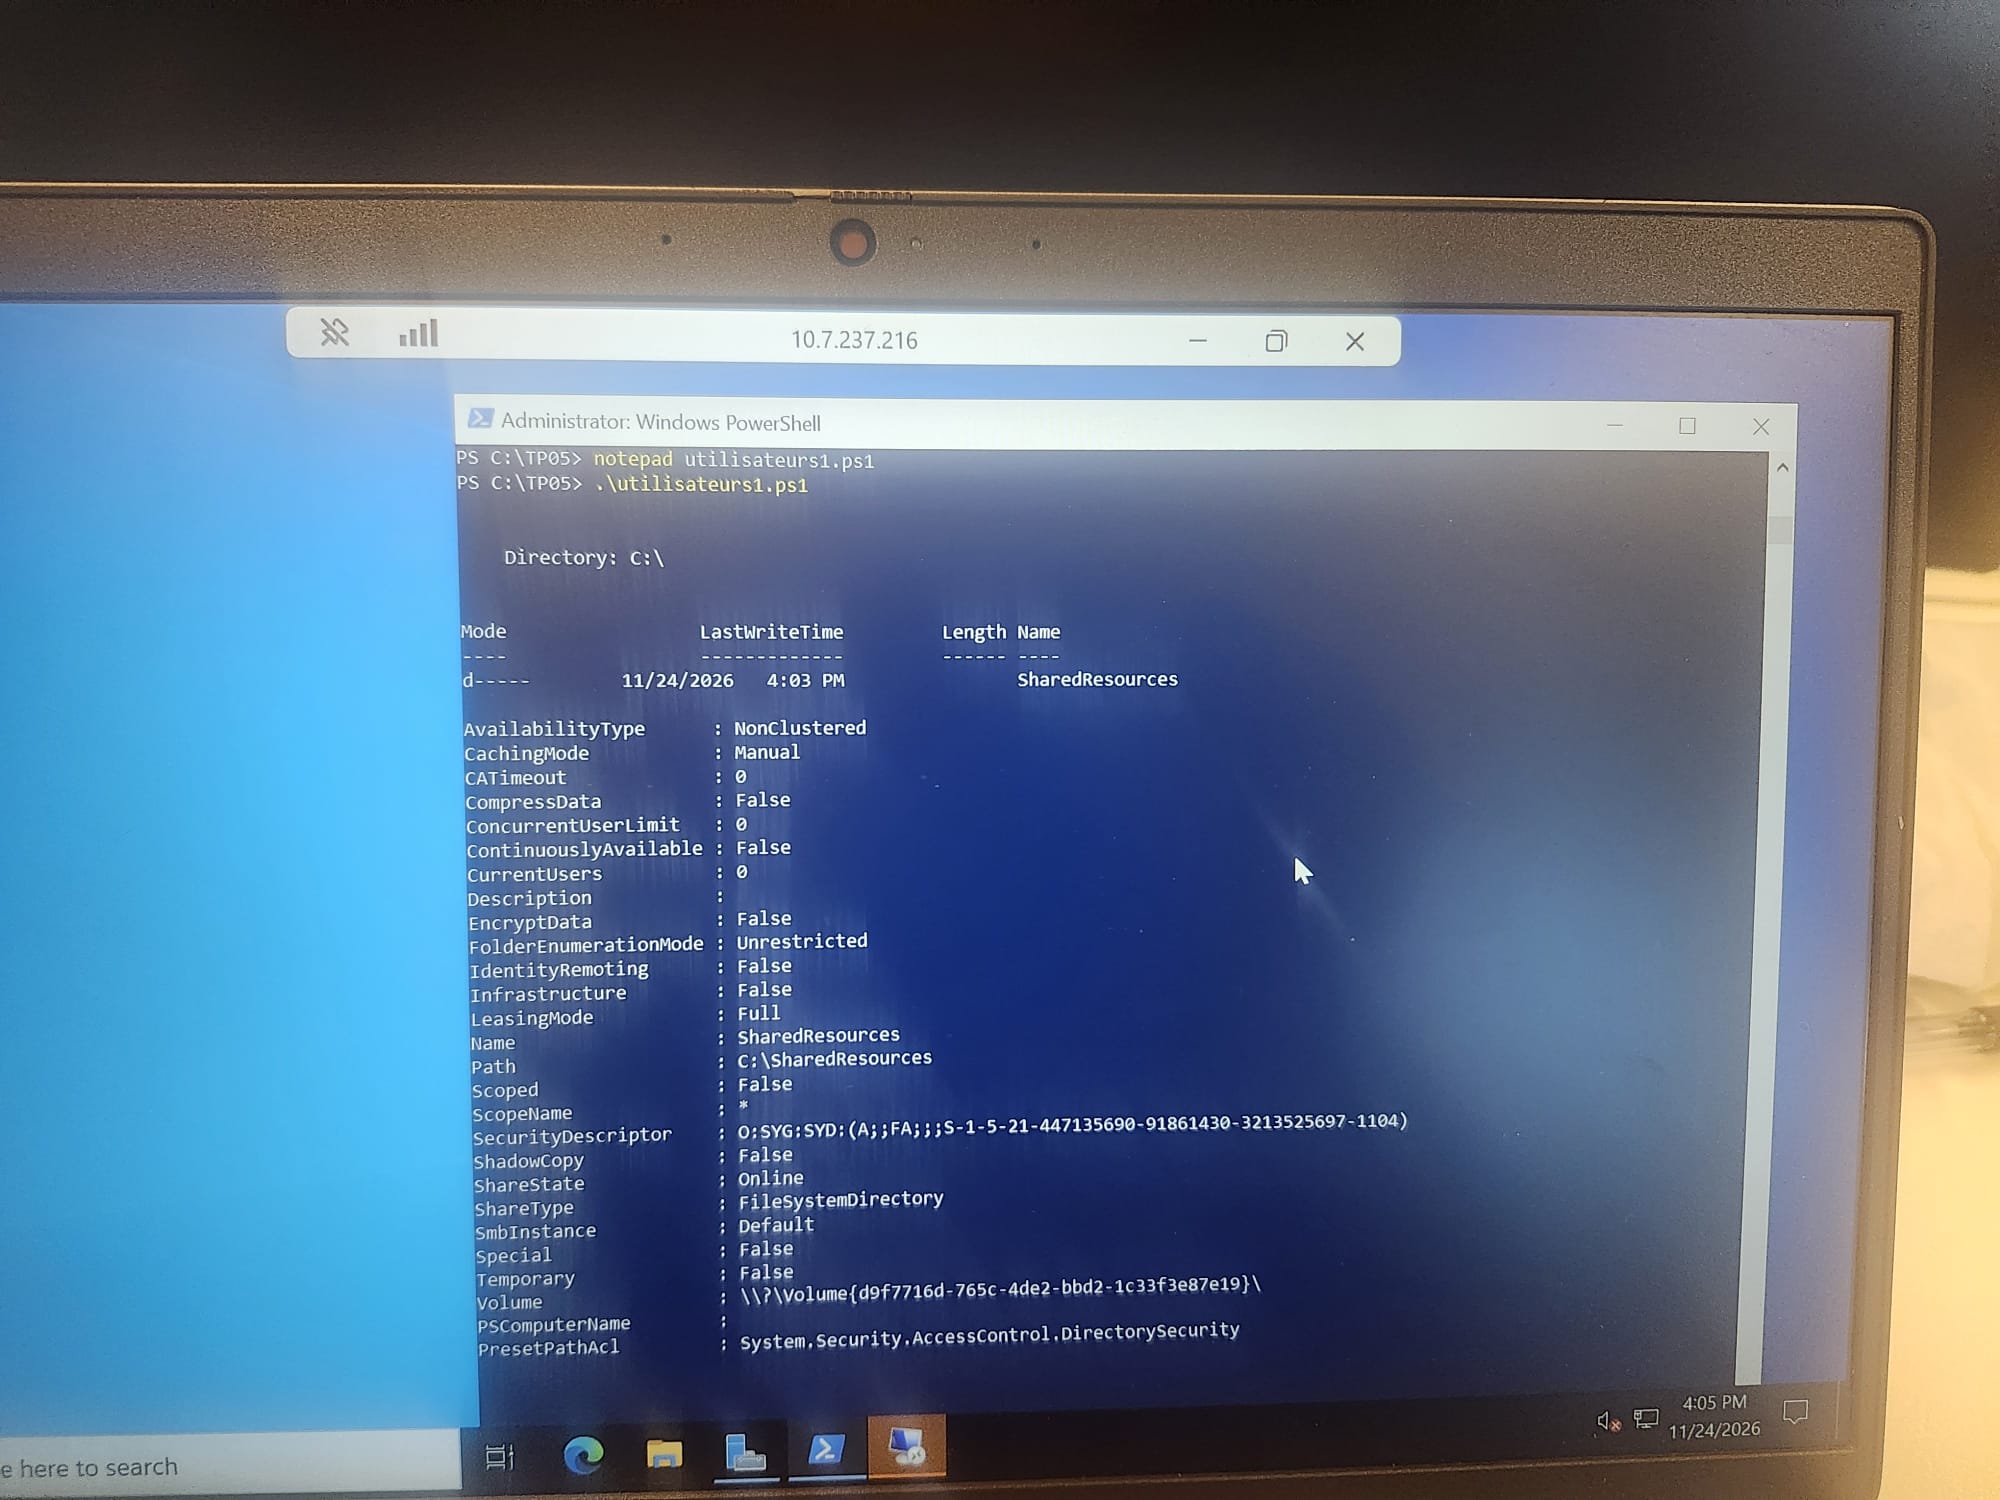 10.7.237.216
Administrator: Windows PowerShell
PS C:\TP05> notepad utilisateurs1.ps1
PS C:\TP05> .\utilisateurs1.ps1
Directory: C:\
Mode LastWriteTime Length Name
---- ------------- ------ ----
d----- 11/24/2026 4:03 PM SharedResources
AvailabilityType : NonClustered
CachingMode : Manual
CATimeout : 0
CompressData : False
ConcurrentUserLimit : 0
ContinuouslyAvailable : False
CurrentUsers : 0
Description :
EncryptData : False
FolderEnumerationMode : Unrestricted
IdentityRemoting : False
Infrastructure : False
LeasingMode : Full
Name : SharedResources
Path : C:\SharedResources
Scoped : False
ScopeName : *
SecurityDescriptor : O:SYG:SYD:(A;;FA;;;S-1-5-21-447135690-91861430-3213525697-1104)
ShadowCopy : False
ShareState : Online
ShareType : FileSystemDirectory
SmbInstance : Default
Special : False
Temporary : False
Volume : \\?\Volume{d9f7716d-765c-4de2-bbd2-1c33f3e87e19}\
PSComputerName :
PresetPathAcl : System.Security.AccessControl.DirectorySecurity
e here to search
4:05 PM
11/24/2026